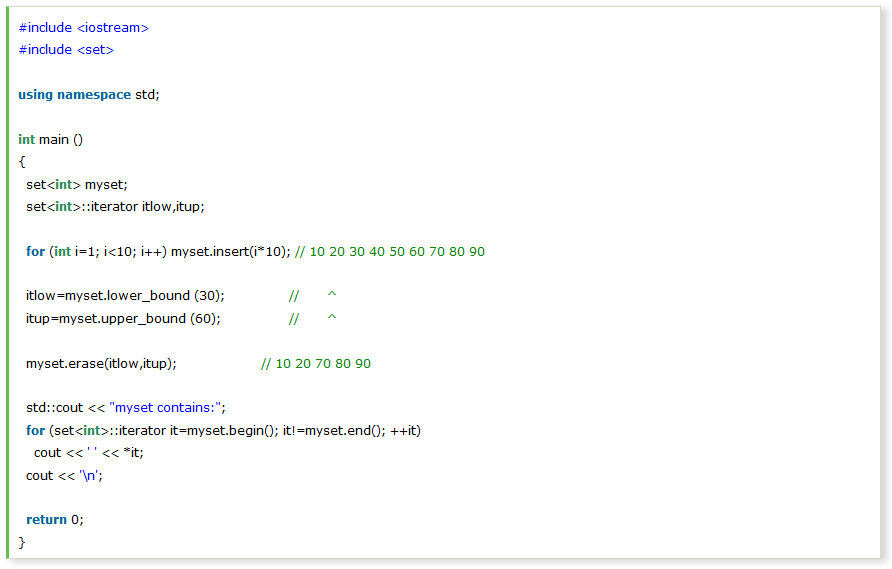 #include <iostream>
#include <set>
using namespace std;
int main ()
{
set<int> myset;
set<int>::iterator itlow,itup;
for (int i=1; i<10; i++) myset.insert(i*10); // 10 20 30 40 50 60 70 80 90
itlow=myset.lower_bound (30); // ^
itup=myset.upper_bound (60); // ^
myset.erase(itlow,itup); // 10 20 70 80 90
std::cout << "myset contains:";
for (set<int>::iterator it=myset.begin(); it!=myset.end(); ++it)
cout << ' ' << *it;
cout << '\n';
return 0;
}